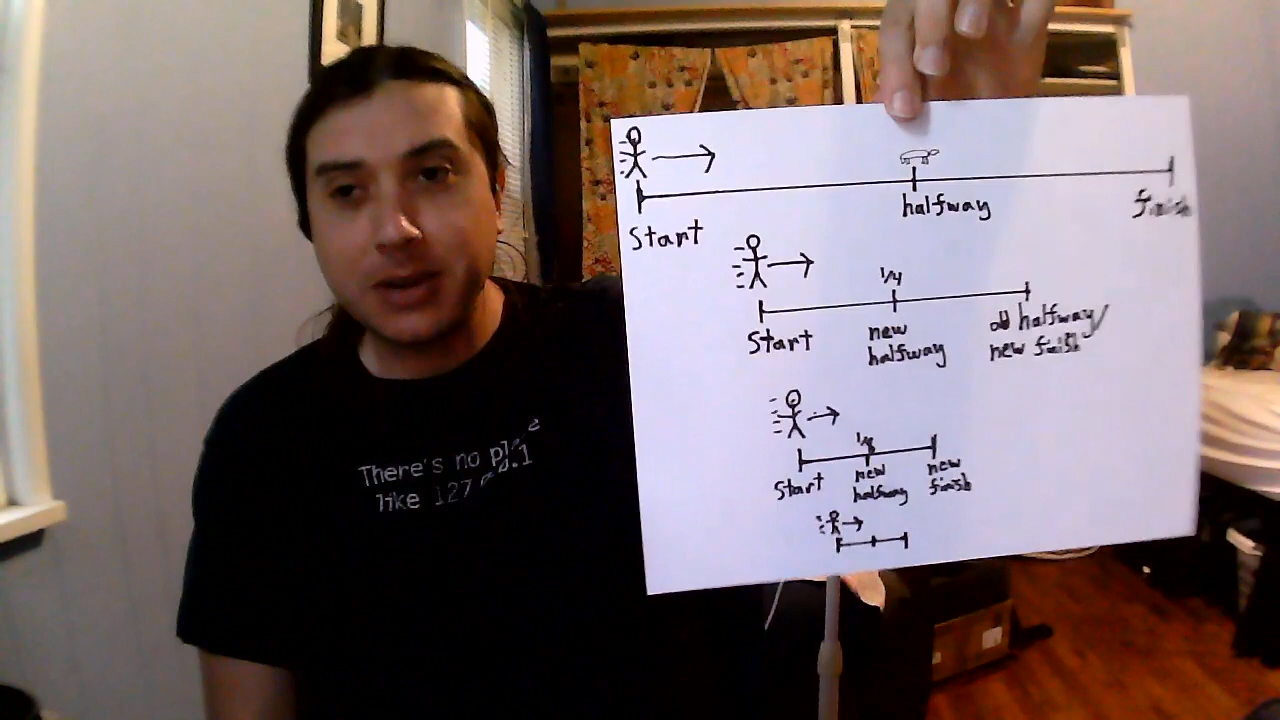 halfway
finish
Start
1/4
Start
new
halfway
old halfway/
new finish
1/8
Start
new
halfway
new
finish
There's no place
like 127.0.0.1